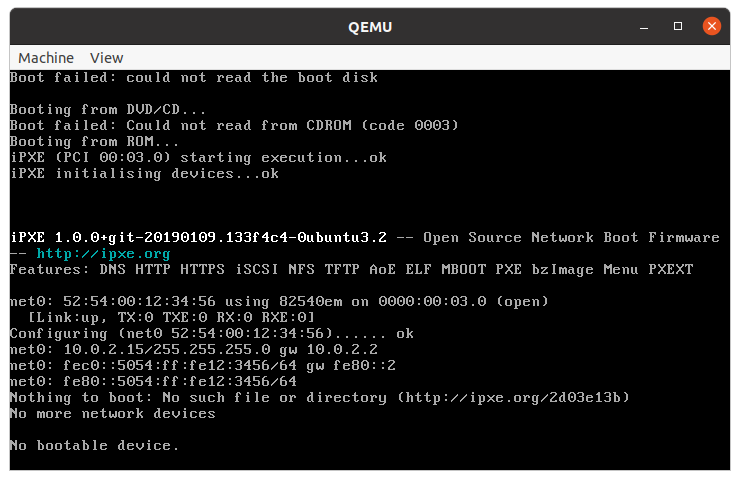 QEMU
Machine View
Boot failed: could not read the boot disk
Booting from DVD/CD...
Boot failed: Could not read from CDROM (code 0003)
Booting from ROM...
iPXE (PCI 00:03.0) starting execution...ok
iPXE initialising devices...ok
iPXE 1.0.0+git-20190109.133f4c4-0ubuntu3.2 -- Open Source Network Boot Firmware
-- http://ipxe.org
Features: DNS HTTP HTTPS iSCSI NFS TFTP AoE ELF MBOOT PXE bzImage Menu PXEXT
net0: 52:54:00:12:34:56 using 82540em on 0000:00:03.0 (open)
[Link:up, TX:0 TXE:0 RX:0 RXE:0]
Configuring (net0 52:54:00:12:34:56)...... ok
net0: 10.0.2.15/255.255.255.0 gw 10.0.2.2
net0: fec0::5054:ff:fe12:3456/64 gw fe80::2
net0: fe80::5054:ff:fe12:3456/64
Nothing to boot: No such file or directory (http://ipxe.org/2d03e13b)
No more network devices
No bootable device.